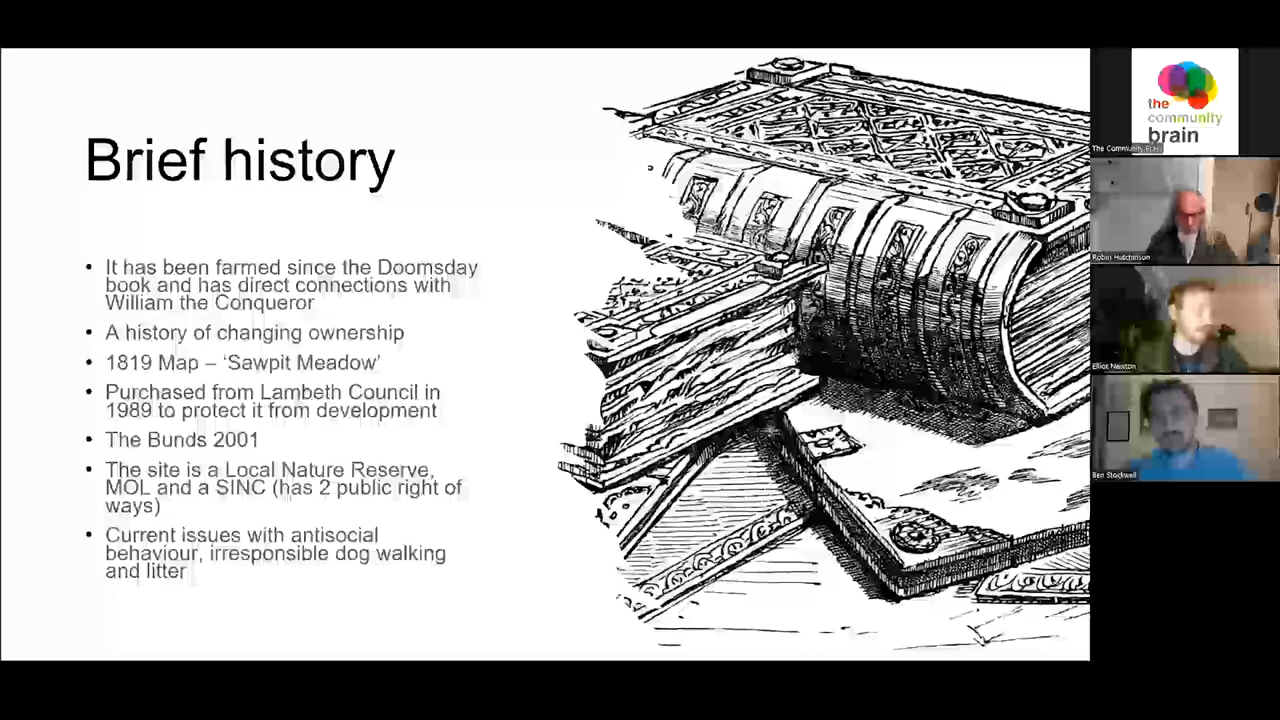 Brief history
• It has been farmed since the Doomsday
book and has direct connections with
William the Conqueror
• A history of changing ownership
• 1819 Map – ‘Sawpit Meadow’
• Purchased from Lambeth Council in
1989 to protect it from development
• The Bunds 2001
• The site is a Local Nature Reserve,
MOL and a SINC (has 2 public right of
ways)
• Current issues with antisocial
behaviour, irresponsible dog walking
and litter
the
community
brain
The Community Brain
Robin Hutchinson
Elliot Newton
Ben Stockwell